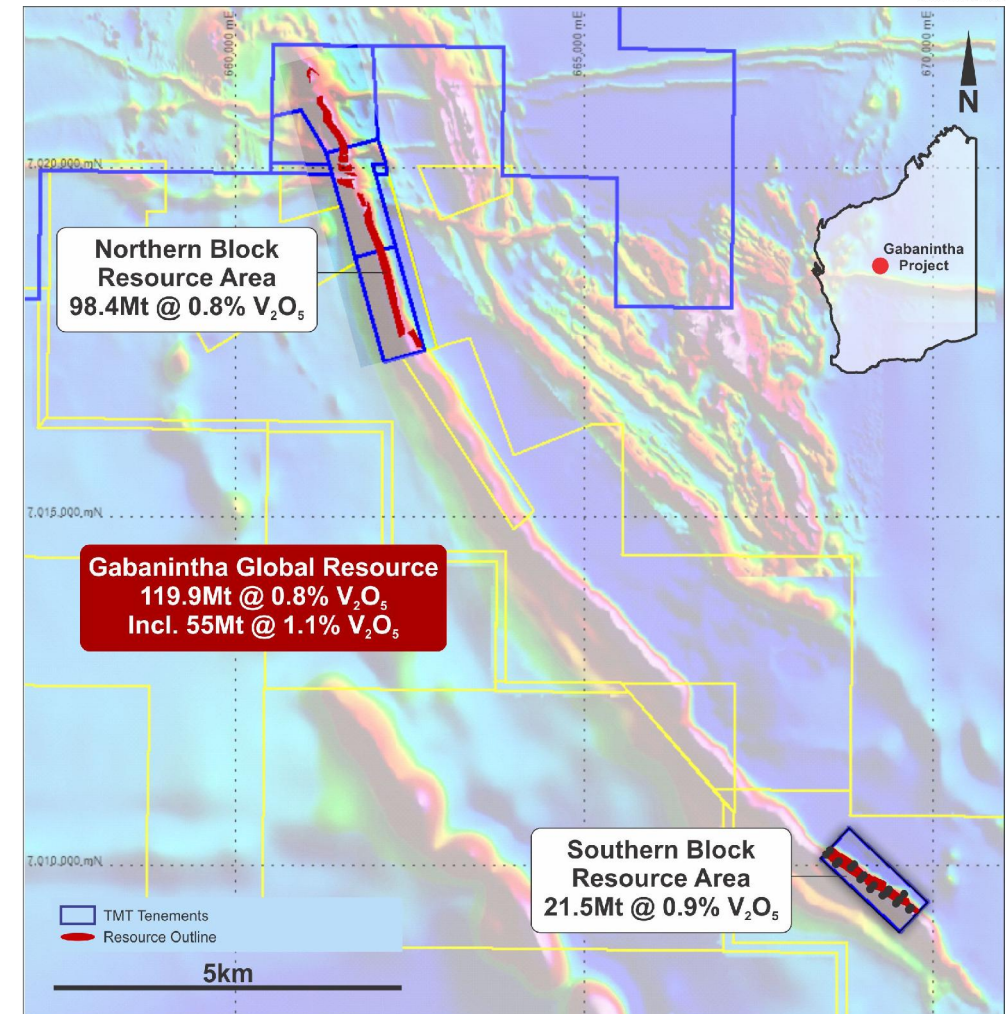 660,000 mE
665,000 mE
670,000 mE
N
7,020,000 mN
Northern Block
Resource Area
98.4Mt @ 0.8% V₂O₅
Gabanintha
Project
7,015,000 mN
Gabanintha Global Resource
119.9Mt @ 0.8% V₂O₅
Incl. 55Mt @ 1.1% V₂O₅
7,010,000 mN
Southern Block
Resource Area
21.5Mt @ 0.9% V₂O₅
TMT Tenements
Resource Outline
5km